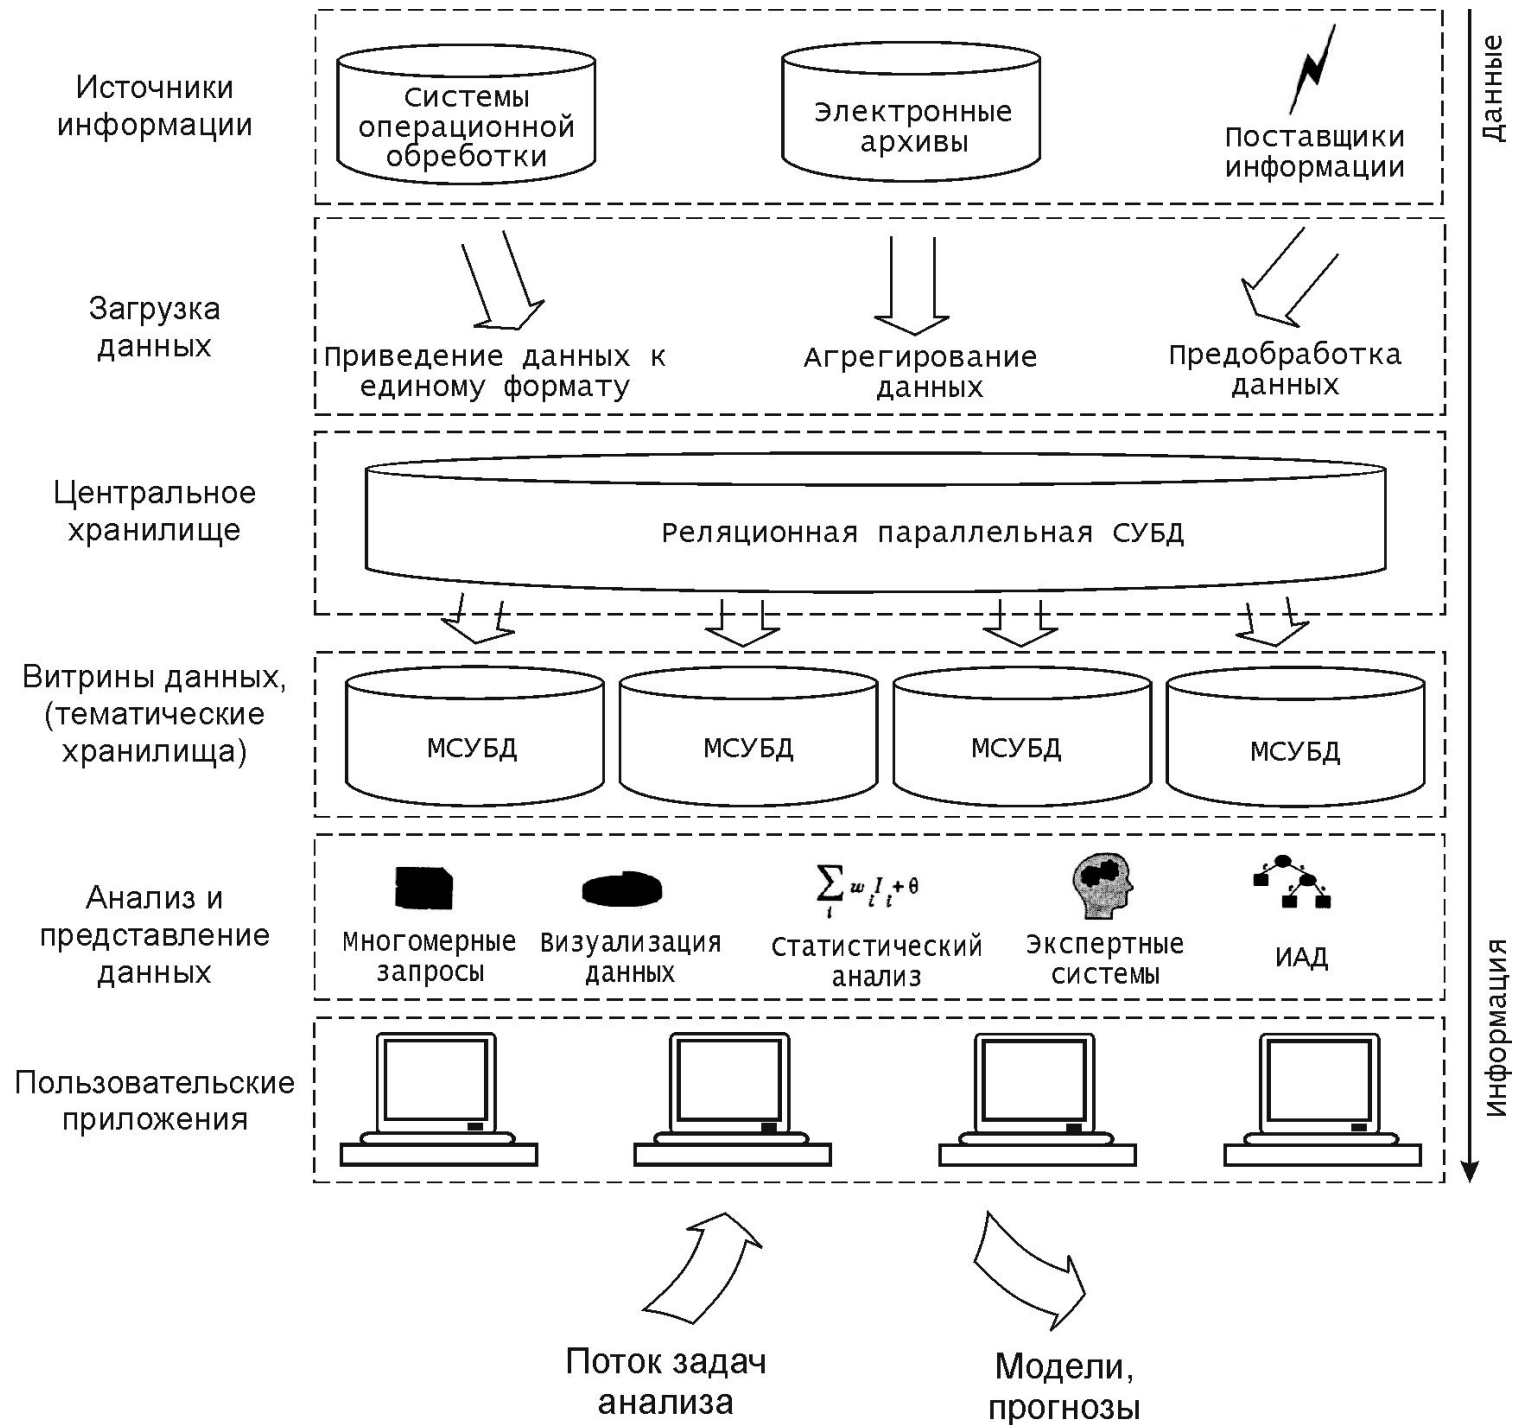 Источники
информации
Системы
операционной
обреботки
Электронные
архивы
Поставщики
информации
Данные
Загрузка
данных
Приведение данных к
единому формату
Агрегирование
данных
Предобработка
данных
Центральное
хранилище
Реляционная параллельная СУБД
Витрины данных,
(тематические
хранилища)
МСУБД
МСУБД
МСУБД
МСУБД
Анализ и
представление
данных
Многомерные
запросы
Визуализация
данных
∑ w I + θ
i i i
Статистический
анализ
Экспертные
системы
ИАД
Информация
Пользовательские
приложения
Поток задач
анализа
Модели,
прогнозы